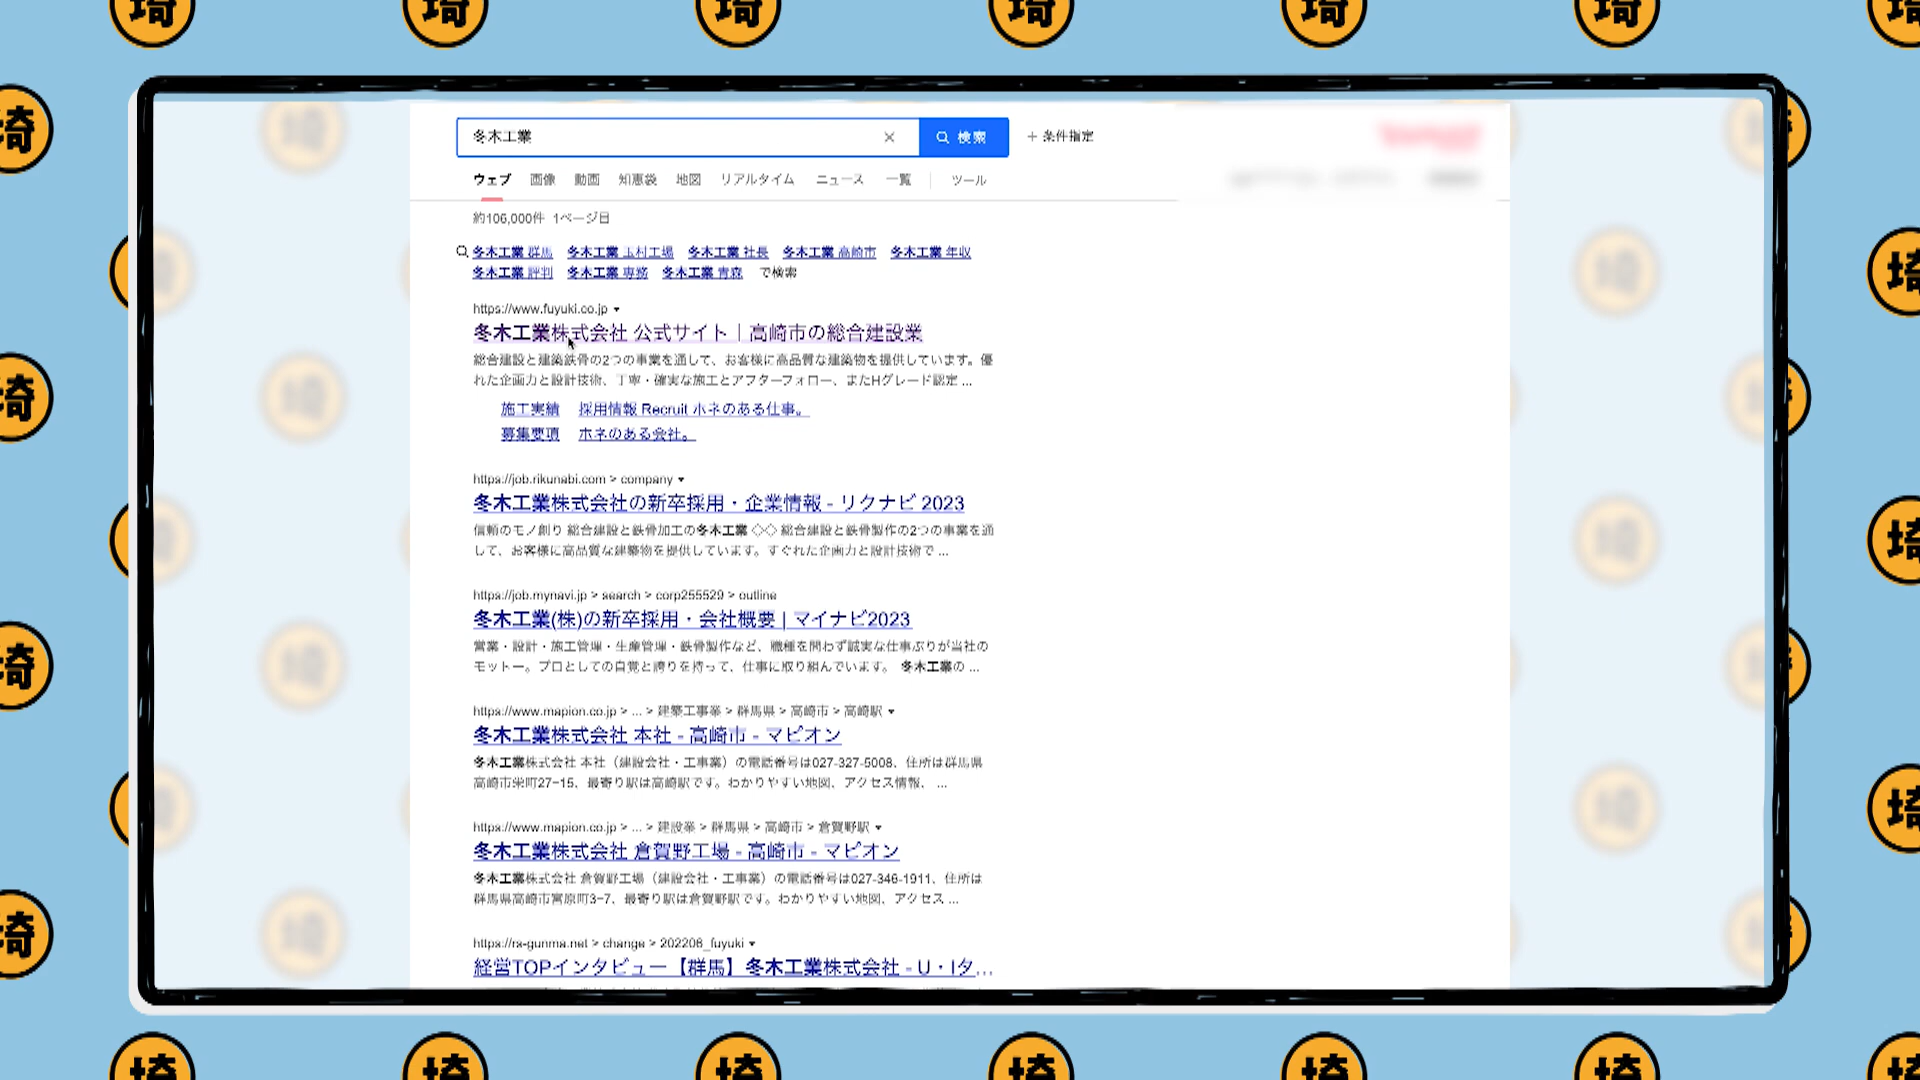 冬木工業 × 検索 + 条件指定
ウェブ 画像 動画 知恵袋 地図 リアルタイム ニュース 一覧 ツール
約106,000件 1ページ目
冬木工業 群馬 冬木工業 玉村工場 冬木工業 社長 冬木工業 高崎市 冬木工業 年収
冬木工業 評判 冬木工業 専務 冬木工業 青森 で検索
https://www.fuyuki.co.jp
冬木工業株式会社 公式サイト｜高崎市の総合建設業
総合建設と建築鉄骨の2つの事業を通して、お客様に高品質な建築物を提供しています。優
れた企画力と設計技術、丁寧・確実な施工とアフターフォロー、またHグレード認定 ...
施工実績 採用情報 Recruit ホネのある仕事。
募集要項 ホネのある会社。
https://job.rikunabi.com > company
冬木工業株式会社の新卒採用・企業情報 - リクナビ 2023
信頼のモノ創り 総合建設と鉄骨加工の冬木工業 ◇◇ 総合建設と鉄骨製作の2つの事業を通
して、お客様に高品質な建築物を提供しています。すぐれた企画力と設計技術で ...
https://job.mynavi.jp > search > corp255529 > outline
冬木工業(株)の新卒採用・会社概要 | マイナビ2023
営業・設計・施工管理・生産管理・鉄骨製作など、職種を問わず誠実な仕事ぶりが当社の
モットー。プロとしての自覚と誇りを持って、仕事に取り組んでいます。 冬木工業の ...
https://www.mapion.co.jp > ... > 建築工事業 > 群馬県 > 高崎市 > 高崎駅
冬木工業株式会社 本社 - 高崎市 - マピオン
冬木工業株式会社 本社（建設会社・工事業）の電話番号は027-327-5008、住所は群馬県
高崎市栄町27−15、最寄り駅は高崎駅です。わかりやすい地図、アクセス情報、 ...
https://www.mapion.co.jp > ... > 建設業 > 群馬県 > 高崎市 > 倉賀野駅
冬木工業株式会社 倉賀野工場 - 高崎市 - マピオン
冬木工業株式会社 倉賀野工場（建設会社・工事業）の電話番号は027-346-1911、住所は
群馬県高崎市宮原町3−7、最寄り駅は倉賀野駅です。わかりやすい地図、アクセス ...
https://rs-gunma.net > change > 202206_fuyuki
経営TOPインタビュー【群馬】冬木工業株式会社 - U・Iタ...